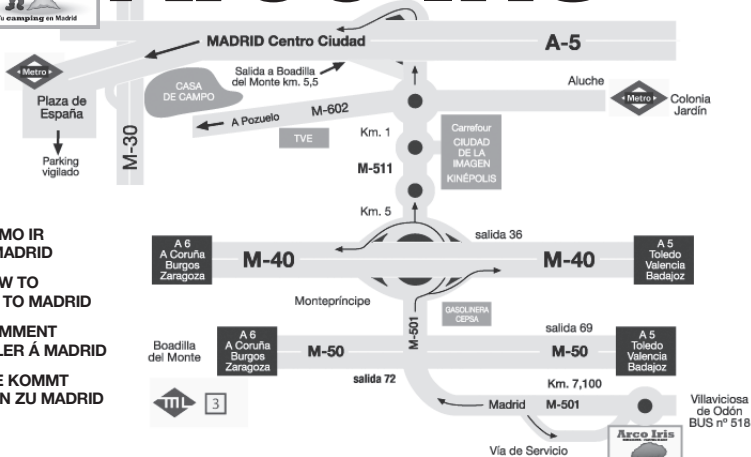 Tu camping en Madrid
MADRID Centro Ciudad
A-5
Metro
Plaza de
España
Parking
vigilado
M-30
CASA
DE CAMPO
Salida a Boadilla
del Monte km. 5,5
A Pozuelo
M-602
TVE
Aluche
Metro
Colonia
Jardín
Km. 1
M-511
Km. 5
Carrefour
CIUDAD
DE LA
IMAGEN
KINÉPOLIS
MADRID
TO MADRID
Á MADRID
KOMMT
ZU MADRID
A 6
A Coruña
Burgos
Zaragoza
M-40
salida 36
M-40
A 5
Toledo
Valencia
Badajoz
Montepríncipe
M-501
GASOLINERA
CEPSA
Boadilla
del Monte
A 6
A Coruña
Burgos
Zaragoza
M-50
salida 69
M-50
A 5
Toledo
Valencia
Badajoz
salida 72
Km. 7,100
ML
3
Madrid
M-501
Villaviciosa
de Odón
BUS nº 518
Vía de Servicio
Arco Iris